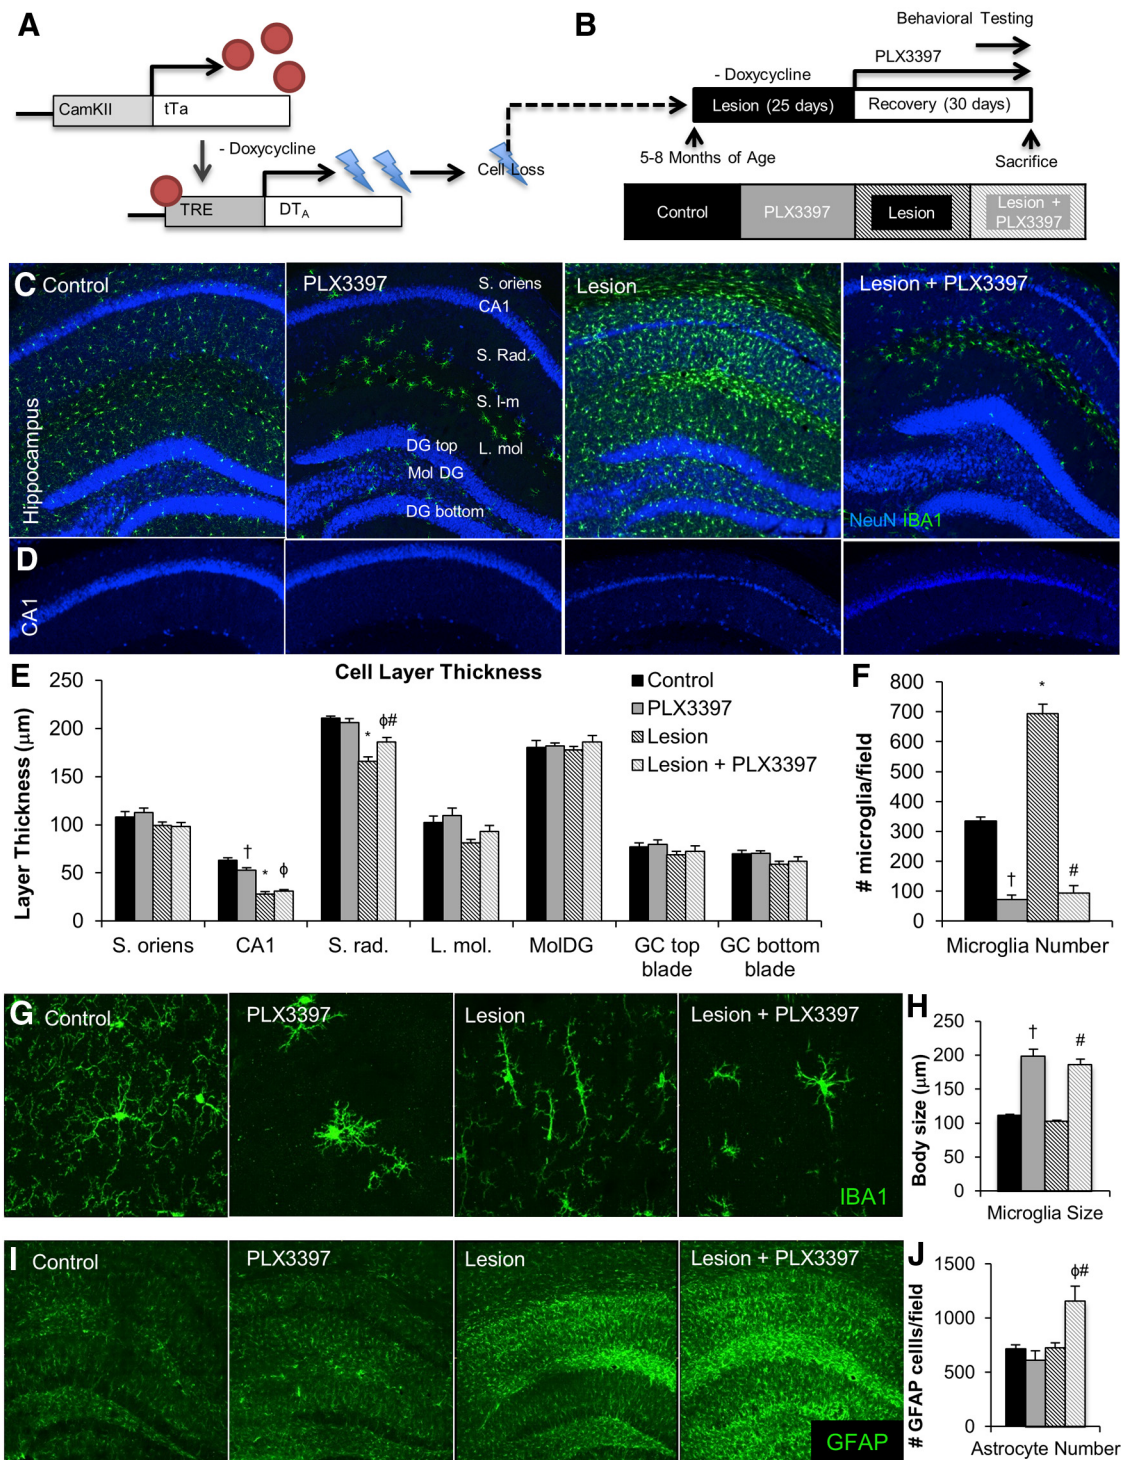 A
CamKII
tTa
- Doxycycline
TRE
DTA
Cell Loss
B
Behavioral Testing
PLX3397
- Doxycycline
Lesion (25 days)
Recovery (30 days)
5-8 Months of Age
Sacrifice
Control
PLX3397
Lesion
Lesion +
PLX3397
C
Control
PLX3397
Lesion
Lesion + PLX3397
Hippocampus
S. oriens
CA1
S. Rad.
S. l-m
L. mol
DG top
Mol DG
DG bottom
NeuN IBA1
D
CA1
E
Cell Layer Thickness
Layer Thickness (μm)
250
200
150
100
50
0
Control
PLX3397
Lesion
Lesion + PLX3397
†
*
ϕ
*
ϕ#
S. oriens
CA1
S. rad.
L. mol.
MolDG
GC top
blade
GC bottom
blade
F
# microglia/field
800
700
600
500
400
300
200
100
0
†
*
#
Microglia Number
G
Control
PLX3397
Lesion
Lesion + PLX3397
IBA1
H
Body size (μm)
250
200
150
100
50
0
†
#
Microglia Size
I
Control
PLX3397
Lesion
Lesion + PLX3397
GFAP
J
# GFAP cellls/field
1500
1000
500
0
ϕ#
Astrocyte Number